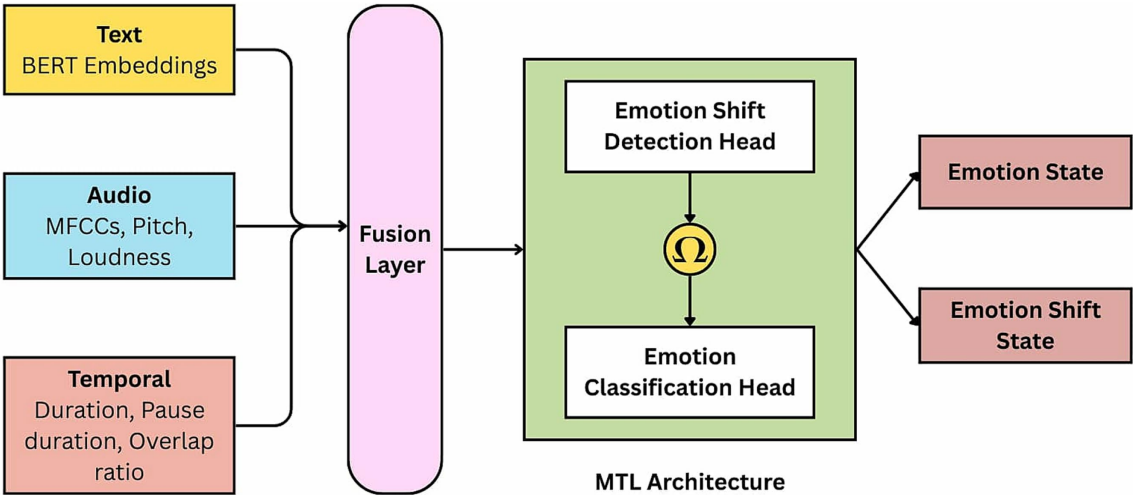 Text
BERT Embeddings
Audio
MFCCs, Pitch,
Loudness
Temporal
Duration, Pause
duration, Overlap
ratio
Fusion
Layer
Emotion Shift
Detection Head
Ω
Emotion
Classification Head
MTL Architecture
Emotion State
Emotion Shift
State